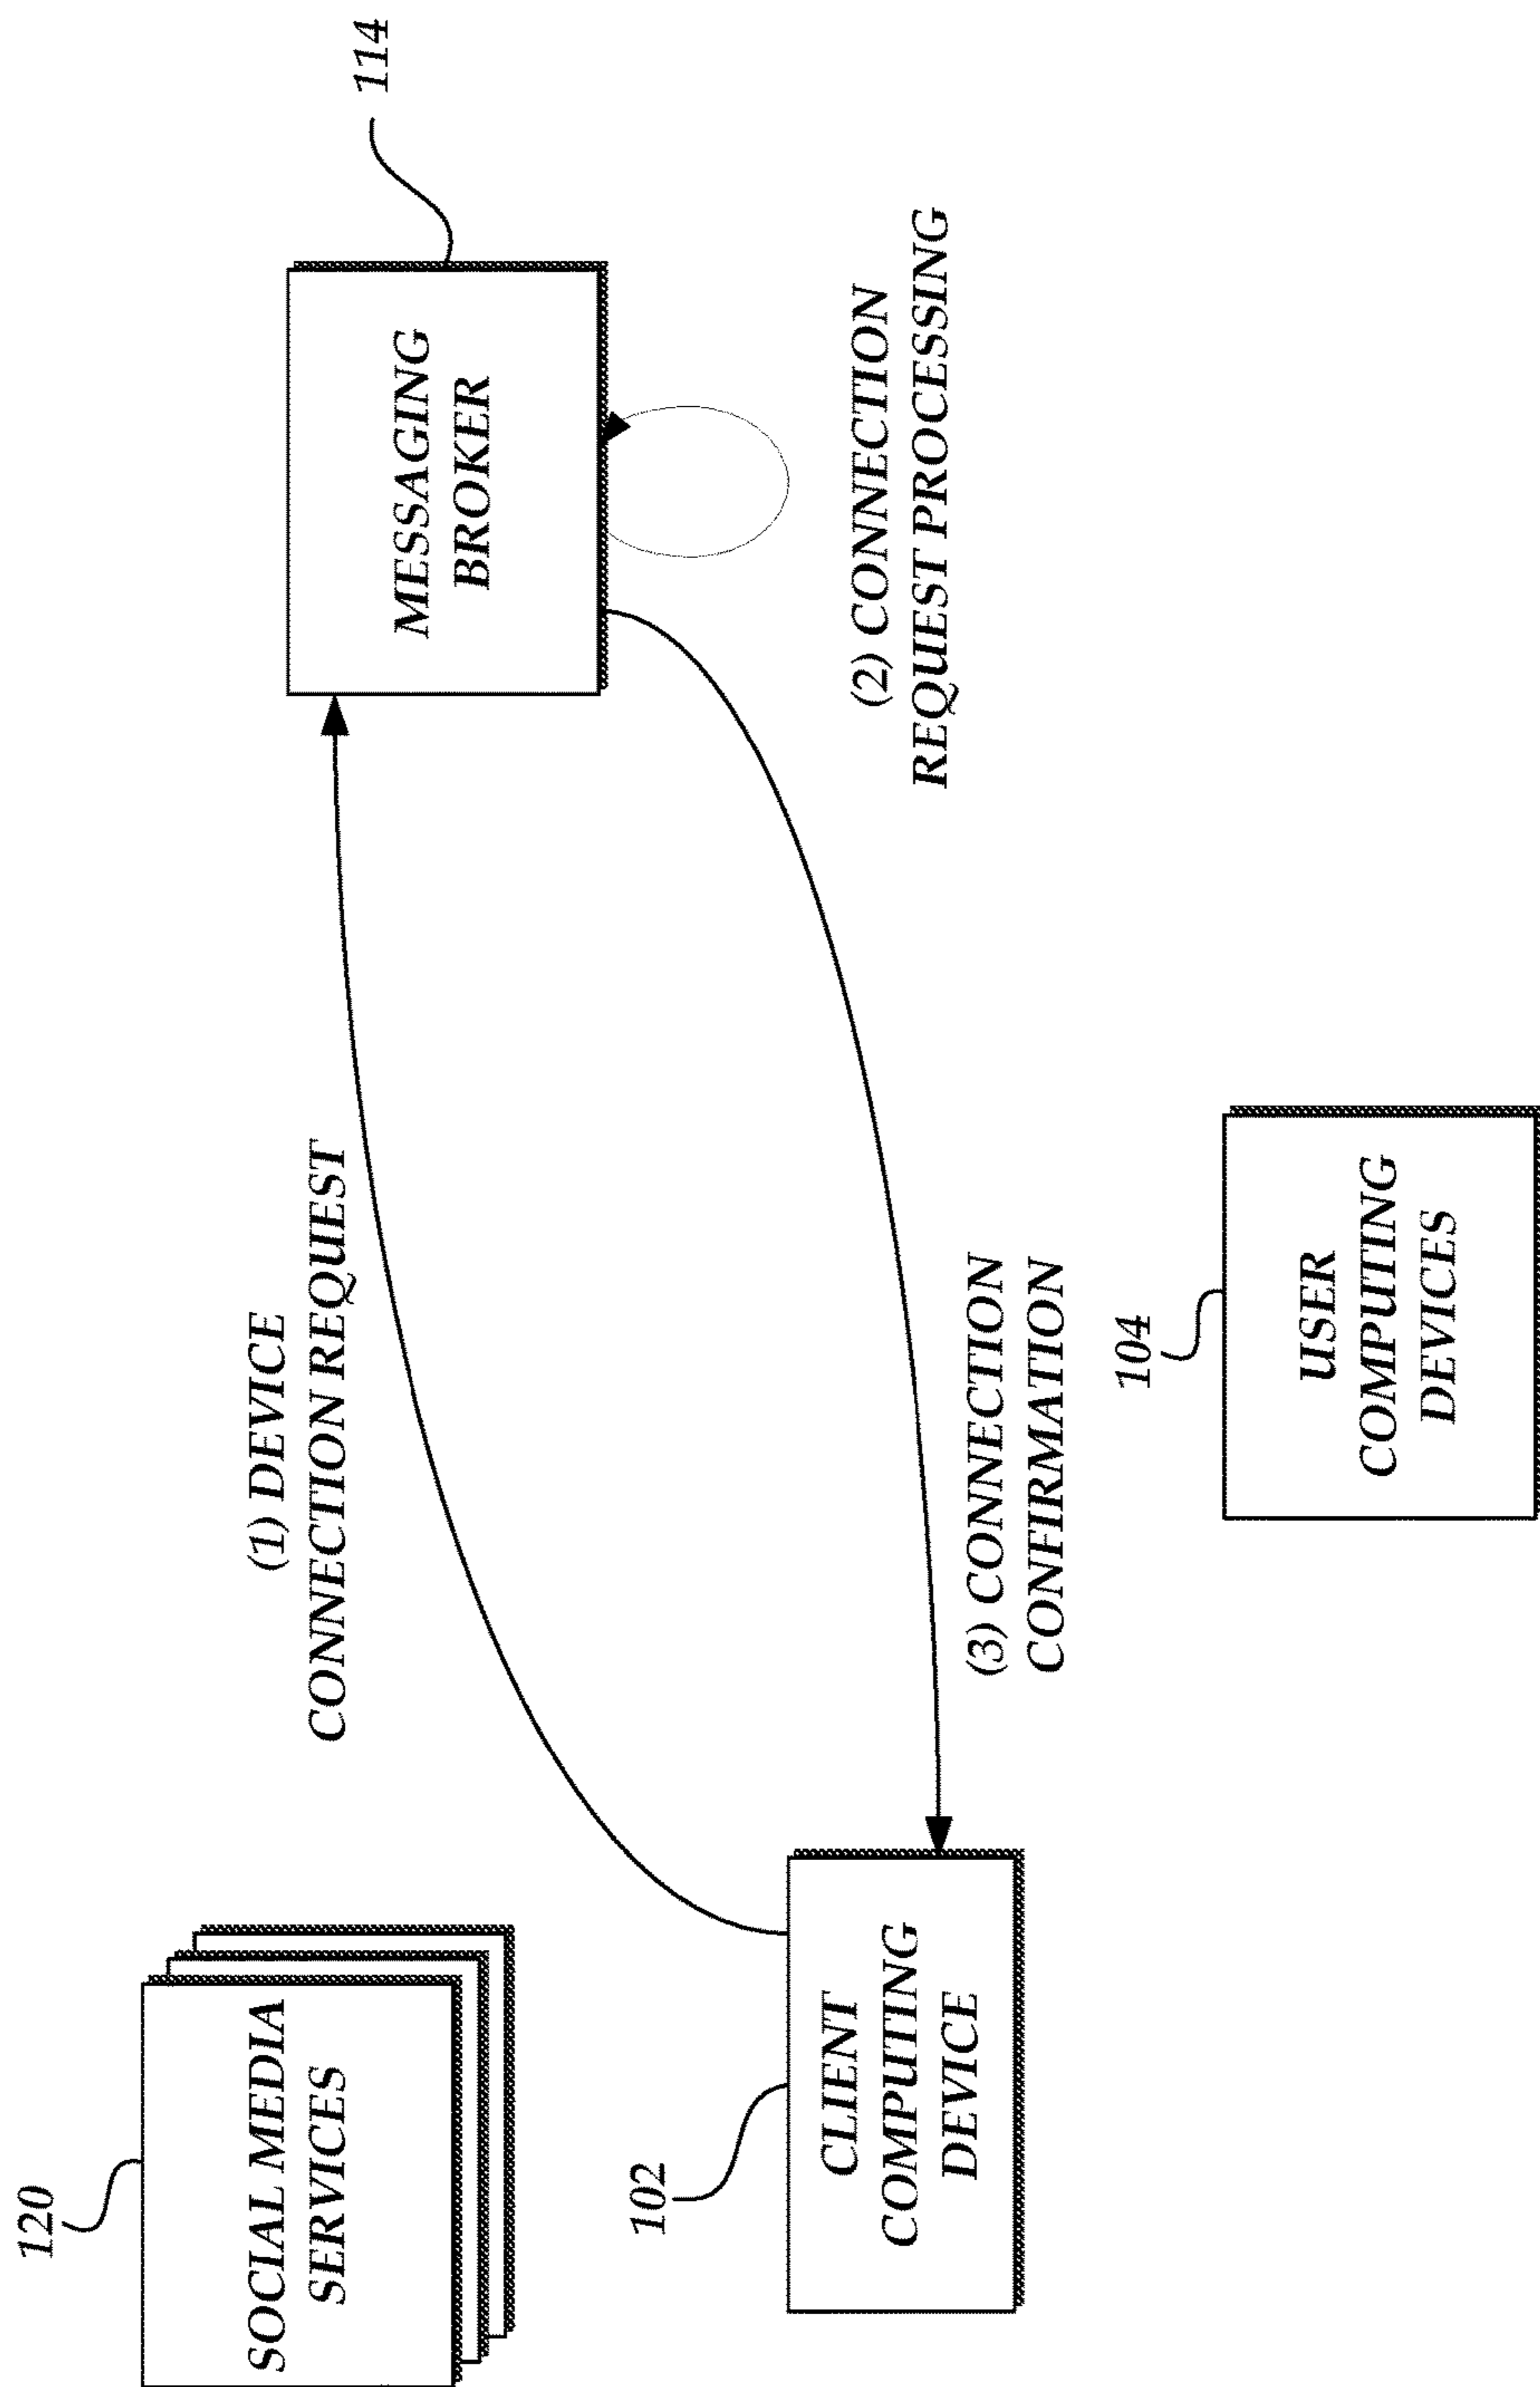 120
SOCIAL MEDIA
SERVICES
(1) DEVICE
CONNECTION REQUEST
MESSAGING
BROKER
114
102
CLIENT
COMPUTING
DEVICE
(2) CONNECTION
REQUEST PROCESSING
(3) CONNECTION
CONFIRMATION
104
USER
COMPUTING
DEVICES